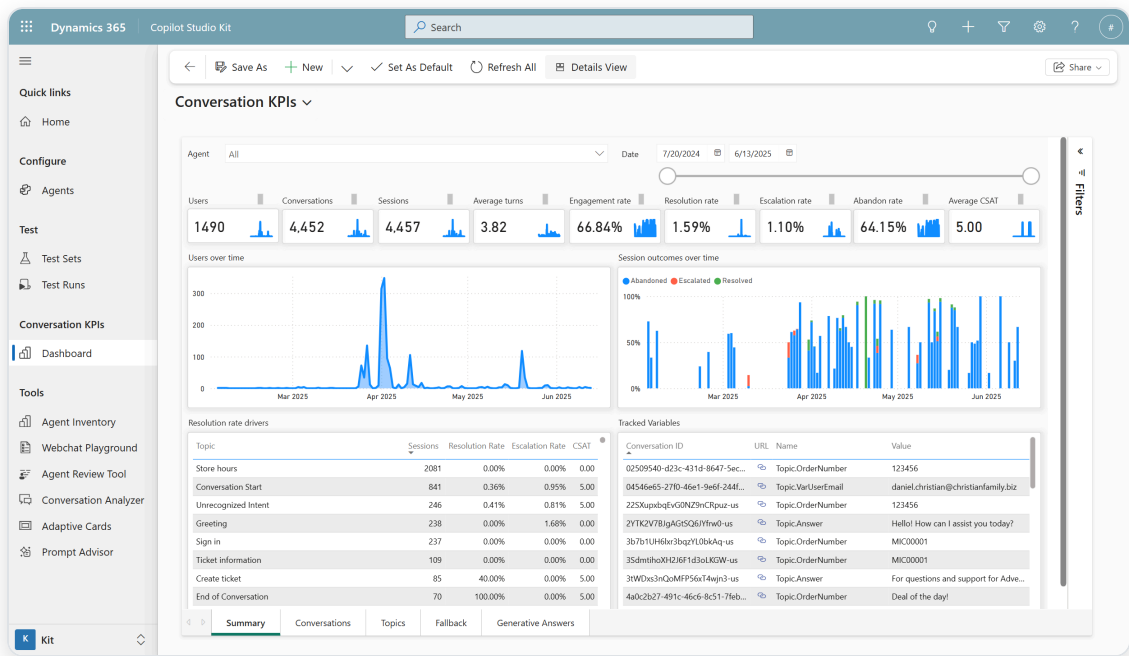 Dynamics 365 Copilot Studio Kit Search #
Save As New Set As Default Refresh All Details View Share
Conversation KPIs
Quick links
Home
Configure
Agents
Test
Test Sets
Test Runs
Conversation KPIs
Dashboard
Tools
Agent Inventory
Webchat Playground
Agent Review Tool
Conversation Analyzer
Adaptive Cards
Prompt Advisor
K Kit
Agent All Date 7/20/2024 6/13/2025
Filters
Users Conversations Sessions Average turns Engagement rate Resolution rate Escalation rate Abandon rate Average CSAT
1490 4,452 4,457 3.82 66.84% 1.59% 1.10% 64.15% 5.00
Users over time
300
200
100
0
Mar 2025 Apr 2025 May 2025 Jun 2025
Session outcomes over time
Abandoned Escalated Resolved
100%
50%
0%
Mar 2025 Apr 2025 May 2025 Jun 2025
Resolution rate drivers
Topic Sessions Resolution Rate Escalation Rate CSAT
Store hours 2081 0.00% 0.00% 0.00
Conversation Start 841 0.36% 0.95% 5.00
Unrecognized Intent 246 0.41% 0.81% 5.00
Greeting 238 0.00% 1.68% 0.00
Sign in 237 0.00% 0.00% 0.00
Ticket information 109 0.00% 0.00% 0.00
Create ticket 85 40.00% 0.00% 5.00
End of Conversation 70 100.00% 0.00% 5.00
Tracked Variables
Conversation ID URL Name Value
02509540-d23c-431d-8647-5ec... Topic.OrderNumber 123456
04546e65-27f0-46e1-9e6f-244f... Topic.VarUserEmail daniel.christian@christianfamily.biz
22SXupxbqEvG0NZ9nCRpuz-us Topic.OrderNumber 123456
2YTK2V7BJgAGtSQ6JYfrw0-us Topic.Answer Hello! How can I assist you today?
3b7b1UH6lxr3bqzYL0bkAq-us Topic.OrderNumber MIC00001
3SdmtihoXH2J6F1d3oLKGW-us Topic.OrderNumber MIC00001
3tWDxs3nQoMFP56xT4wjn3-us Topic.Answer For questions and support for Adve...
4a0c2b27-491c-46c6-8c51-7feb... Topic.OrderNumber Deal of the day!
Summary Conversations Topics Fallback Generative Answers